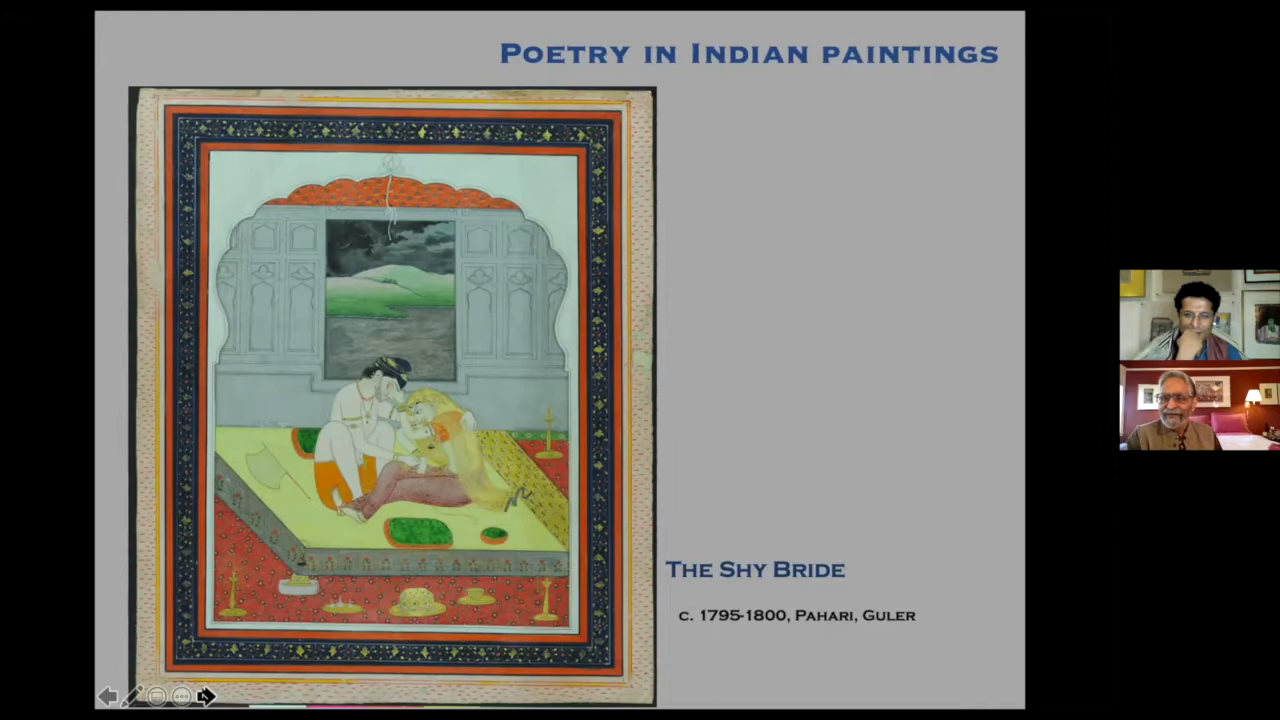 POETRY IN INDIAN PAINTINGS
THE SHY BRIDE
C. 1795-1800, PAHARI, GULER